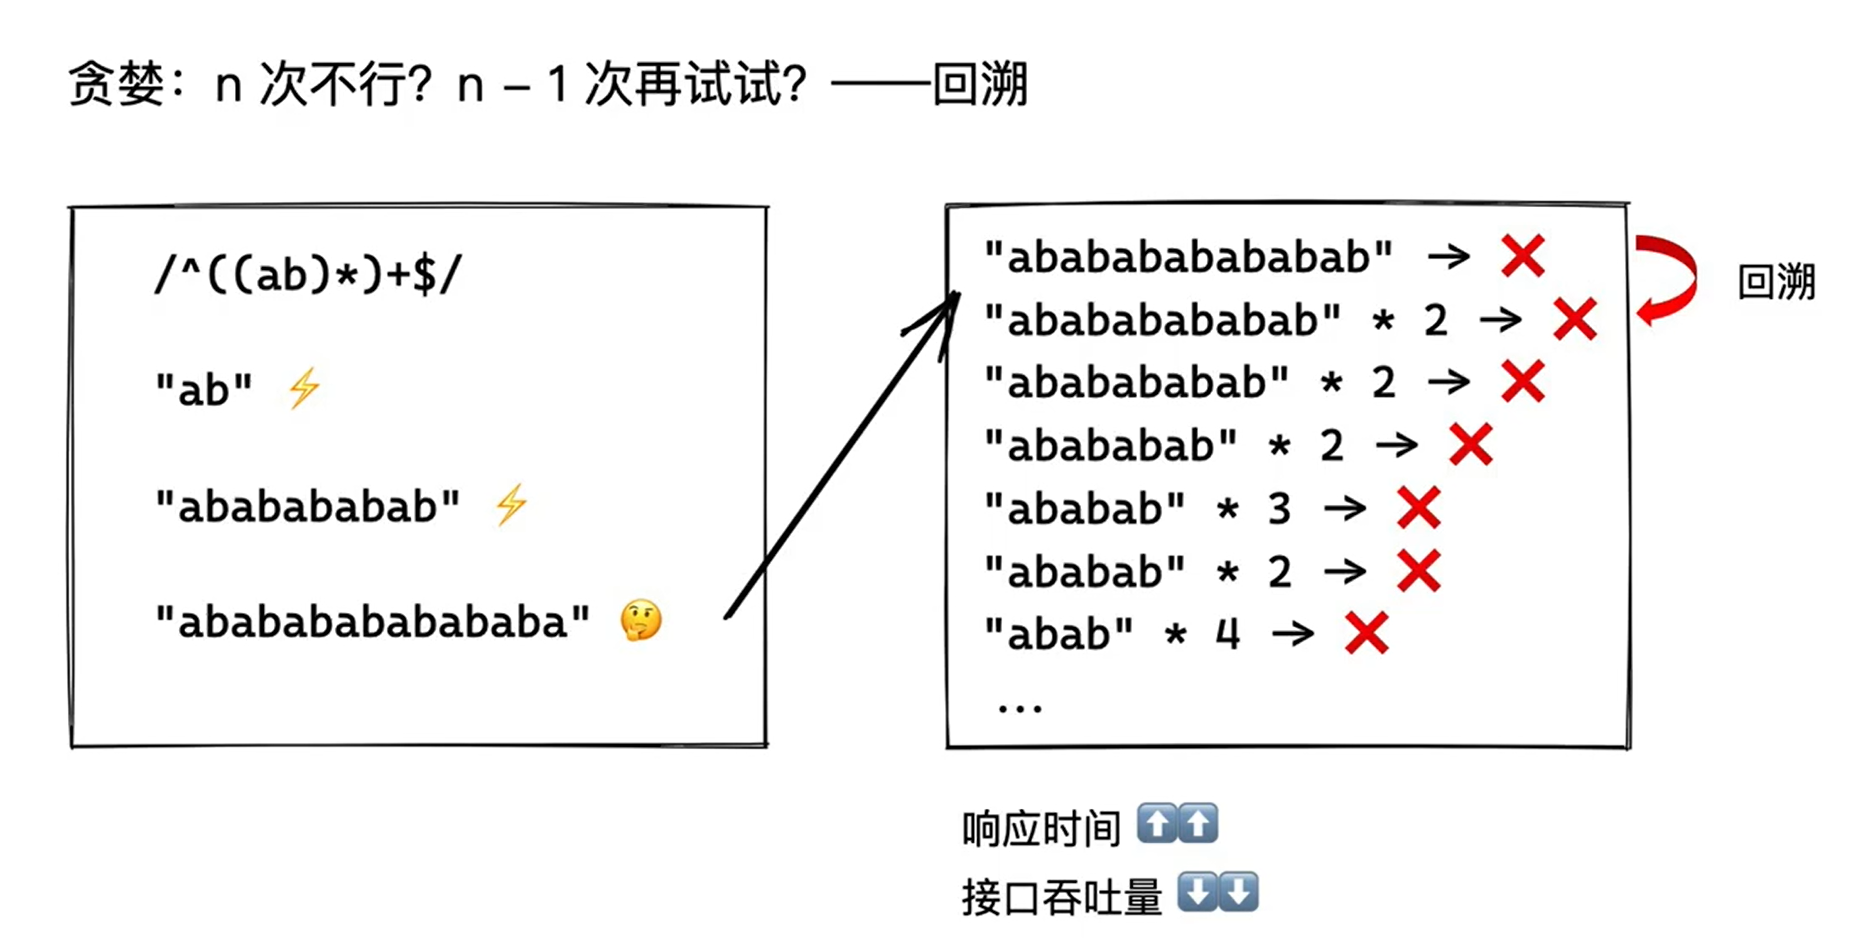 贪婪：n 次不行？n – 1 次再试试？——回溯
/^((ab)*)+$/
"ab" ⚡
"ababababab" ⚡
"ababababababababa" 🤔
"ababababababab" → ❌
"abababababab" * 2 → ❌
"ababababab" * 2 → ❌
"abababab" * 2 → ❌
"ababab" * 3 → ❌
"ababab" * 2 → ❌
"abab" * 4 → ❌
...
回溯
响应时间 ⬆️⬆️
接口吞吐量 ⬇️⬇️